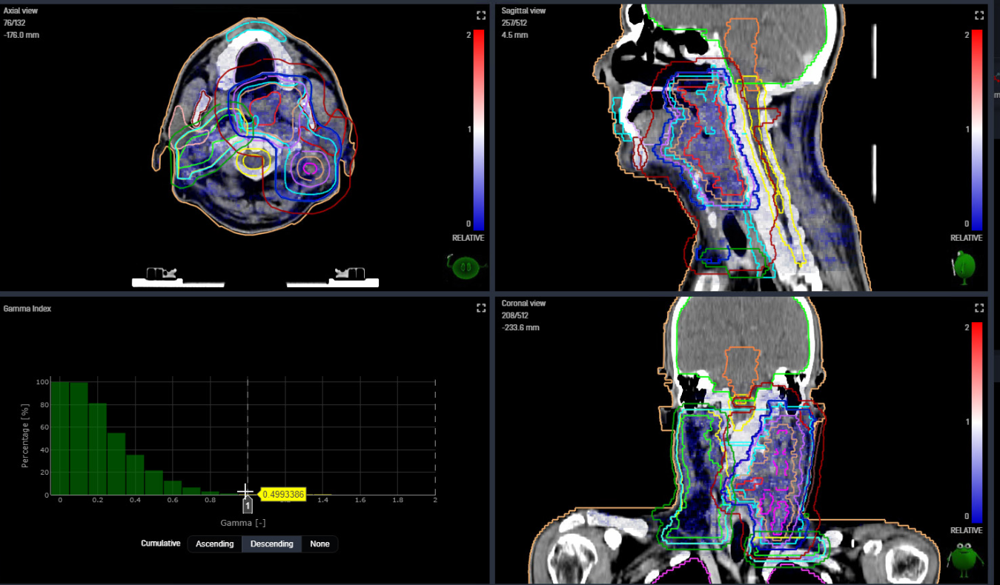 Axial view
76/132
-176.0 mm
2
1
0
RELATIVE
Sagittal view
257/512
4.5 mm
2
1
0
RELATIVE
Gamma Index
Percentage [%]
100
80
60
40
20
0
0
0.2
0.4
0.6
0.8
1
1.4
1.6
1.8
2
0.4993386
Gamma [-]
Cumulative
Ascending
Descending
None
Coronal view
208/512
-233.6 mm
2
1
0
RELATIVE